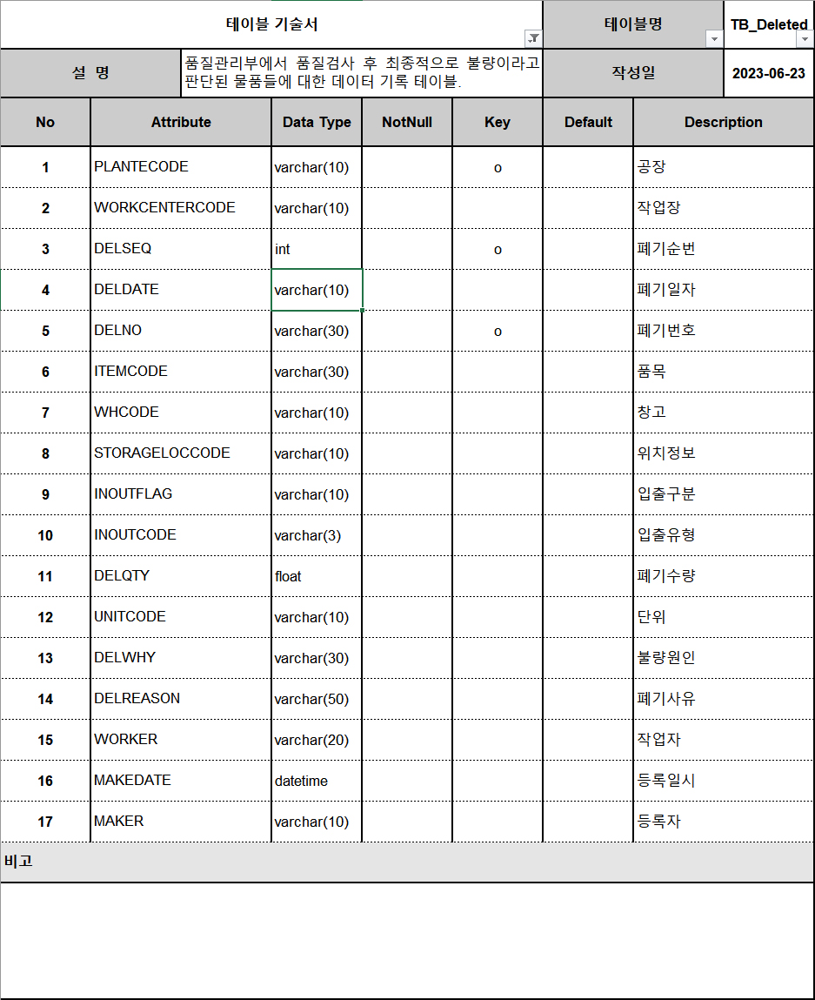 테이블 기술서 테이블명 TB_Deleted
설 명 품질관리부에서 품질검사 후 최종적으로 불량이라고
판단된 물품들에 대한 데이터 기록 테이블. 작성일 2023-06-23
No Attribute Data Type NotNull Key Default Description
1 PLANTECODE varchar(10) o 공장
2 WORKCENTERCODE varchar(10) 작업장
3 DELSEQ int o 폐기순번
4 DELDATE varchar(10) 폐기일자
5 DELNO varchar(30) o 폐기번호
6 ITEMCODE varchar(30) 품목
7 WHCODE varchar(10) 창고
8 STORAGELOCCODE varchar(10) 위치정보
9 INOUTFLAG varchar(10) 입출구분
10 INOUTCODE varchar(3) 입출유형
11 DELQTY float 폐기수량
12 UNITCODE varchar(10) 단위
13 DELWHY varchar(30) 불량원인
14 DELREASON varchar(50) 폐기사유
15 WORKER varchar(20) 작업자
16 MAKEDATE datetime 등록일시
17 MAKER varchar(10) 등록자
비고